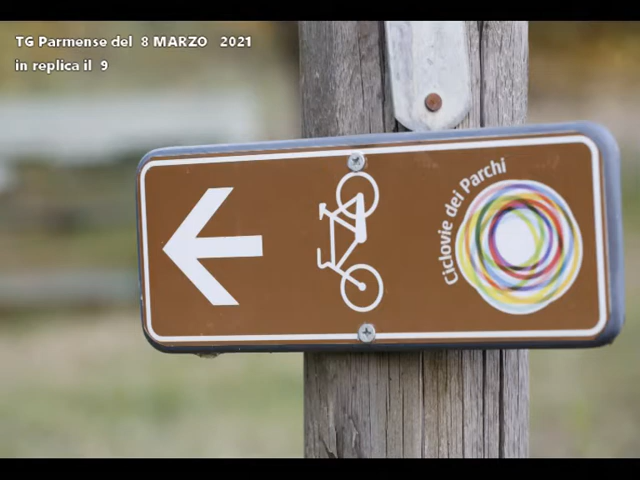 TG Parmense del 8 MARZO 2021
in replica il 9
Ciclovie dei Parchi